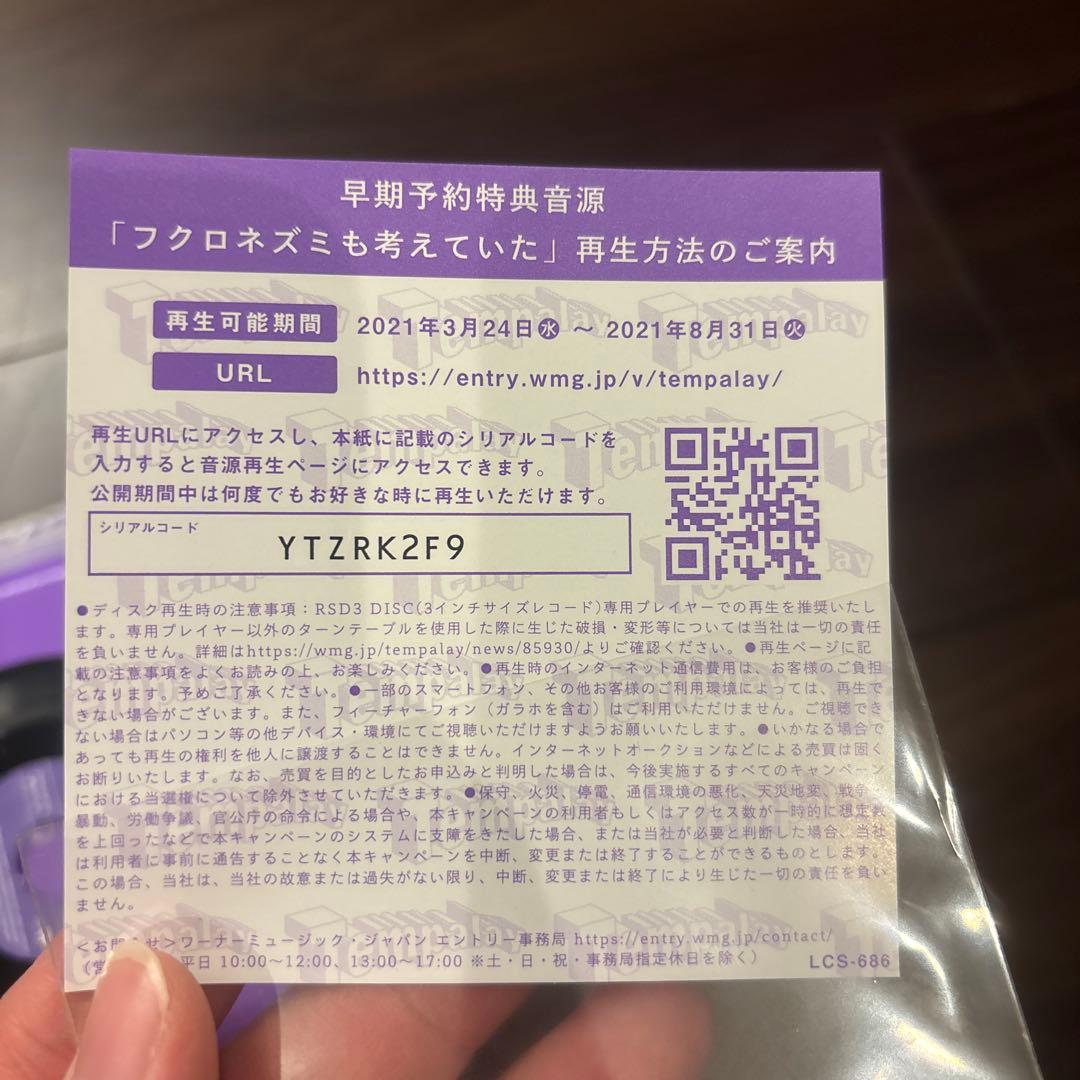 早期予約特典音源
「フクロネズミも考えていた」再生方法のご案内
再生可能期間 2021年3月24日㊌ ～ 2021年8月31日㊋
URL https://entry.wmg.jp/v/tempalay/
再生URLにアクセスし、本紙に記載のシリアルコードを
入力すると音源再生ページにアクセスできます。
公開期間中は何度でもお好きな時に再生いただけます。
シリアルコード
YTZRK2F9
●ディスク再生時の注意事項：RSD3 DISC(3インチサイズレコード)専用プレイヤーでの再生を推奨いたし
ます。専用プレイヤー以外のターンテーブルを使用した際に生じた破損・変形等については当社は一切の責任
を負いません。詳細はhttps://wmg.jp/tempalay/news/85930/よりご確認ください。●再生ページに記
載の注意事項をよくお読みの上、お楽しみください。●再生時のインターネット通信費用は、お客様のご負担
となります。予めご了承ください。●一部のスマートフォン、その他お客様のご利用環境によっては、再生で
きない場合がございます。また、フィーチャーフォン（ガラホを含む）はご利用いただけません。ご視聴でき
ない場合はパソコン等の他デバイス・環境にてご視聴いただけますようお願いいたします。●いかなる場合で
あっても再生の権利を他人に譲渡することはできません。インターネットオークションなどによる売買は固く
お断りいたします。なお、売買を目的としたお申込みと判明した場合は、今後実施するすべてのキャンペーン
における当選権について除外させていただきます。●保守、火災、停電、通信環境の悪化、天災地変、戦争、
暴動、労働争議、官公庁の命令による場合や、本キャンペーンの利用者もしくはアクセス数が一時的に想定数
を上回ったなどで本キャンペーンのシステムに支障をきたした場合、または当社が必要と判断した場合、当社
は利用者に事前に通告することなく本キャンペーンを中断、変更または終了することができるものとします。
この場合、当社は、当社の故意または過失がない限り、中断、変更または終了により生じた一切の責任を負い
ません。
<お問合せ>ワーナーミュージック・ジャパン エントリー事務局 https://entry.wmg.jp/contact/
平日 10:00〜12:00、13:00〜17:00 ※土・日・祝・事務局指定休日を除く）
LCS-686